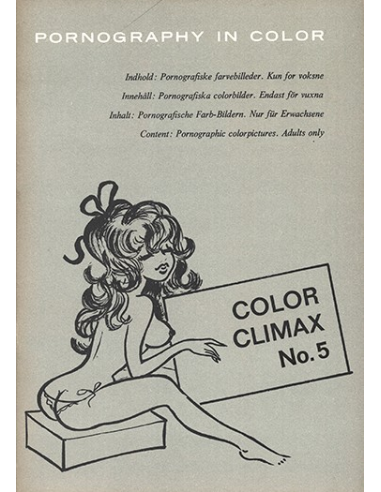 PORNOGRAPHY IN COLOR
Indhold: Pornografiske farvebilleder. Kun for voksne
Innehåll: Pornografiska colorbilder. Endast för vuxna
Inhalt: Pornografische Farb-Bildern. Nur für Erwachsene
Content: Pornographic colorpictures. Adults only
COLOR
CLIMAX
No. 5